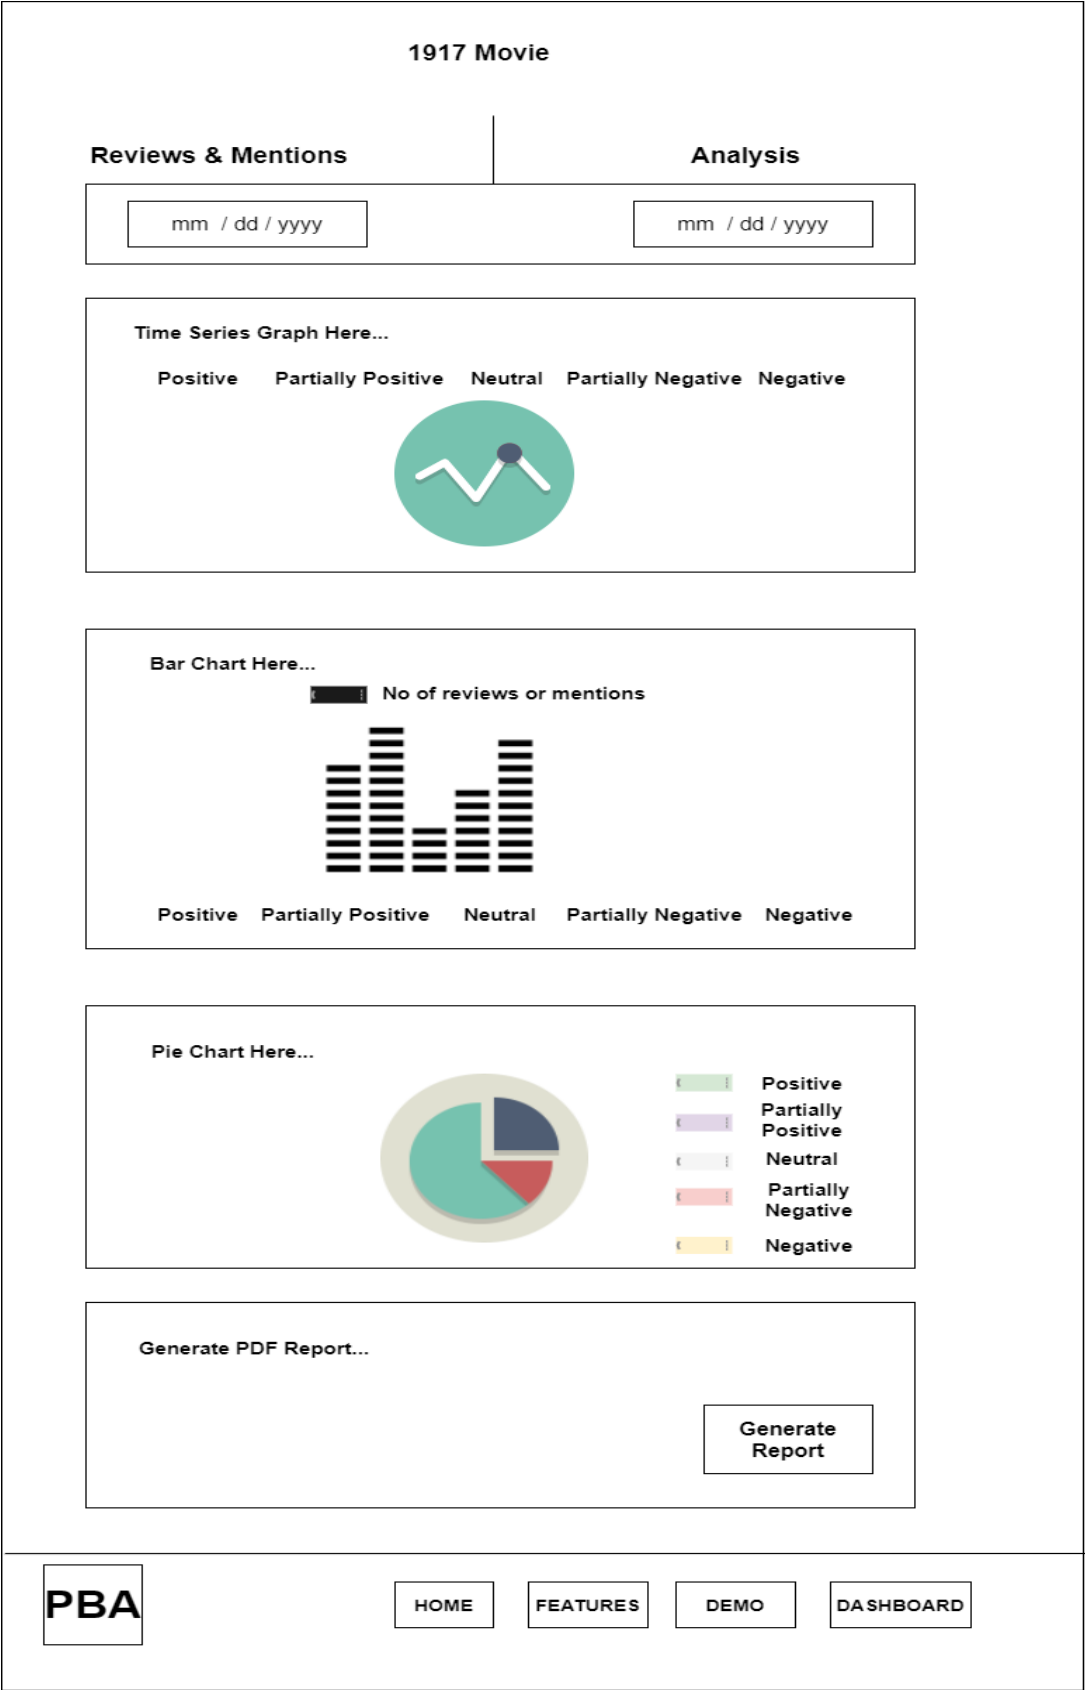 1917 Movie
Reviews & Mentions
Analysis
mm / dd / yyyy
mm / dd / yyyy
Time Series Graph Here...
Positive Partially Positive Neutral Partially Negative Negative
Bar Chart Here...
No of reviews or mentions
Positive Partially Positive Neutral Partially Negative Negative
Pie Chart Here...
Positive
Partially
Positive
Neutral
Partially
Negative
Negative
Generate PDF Report...
Generate
Report
PBA
HOME
FEATURES
DEMO
DASHBOARD